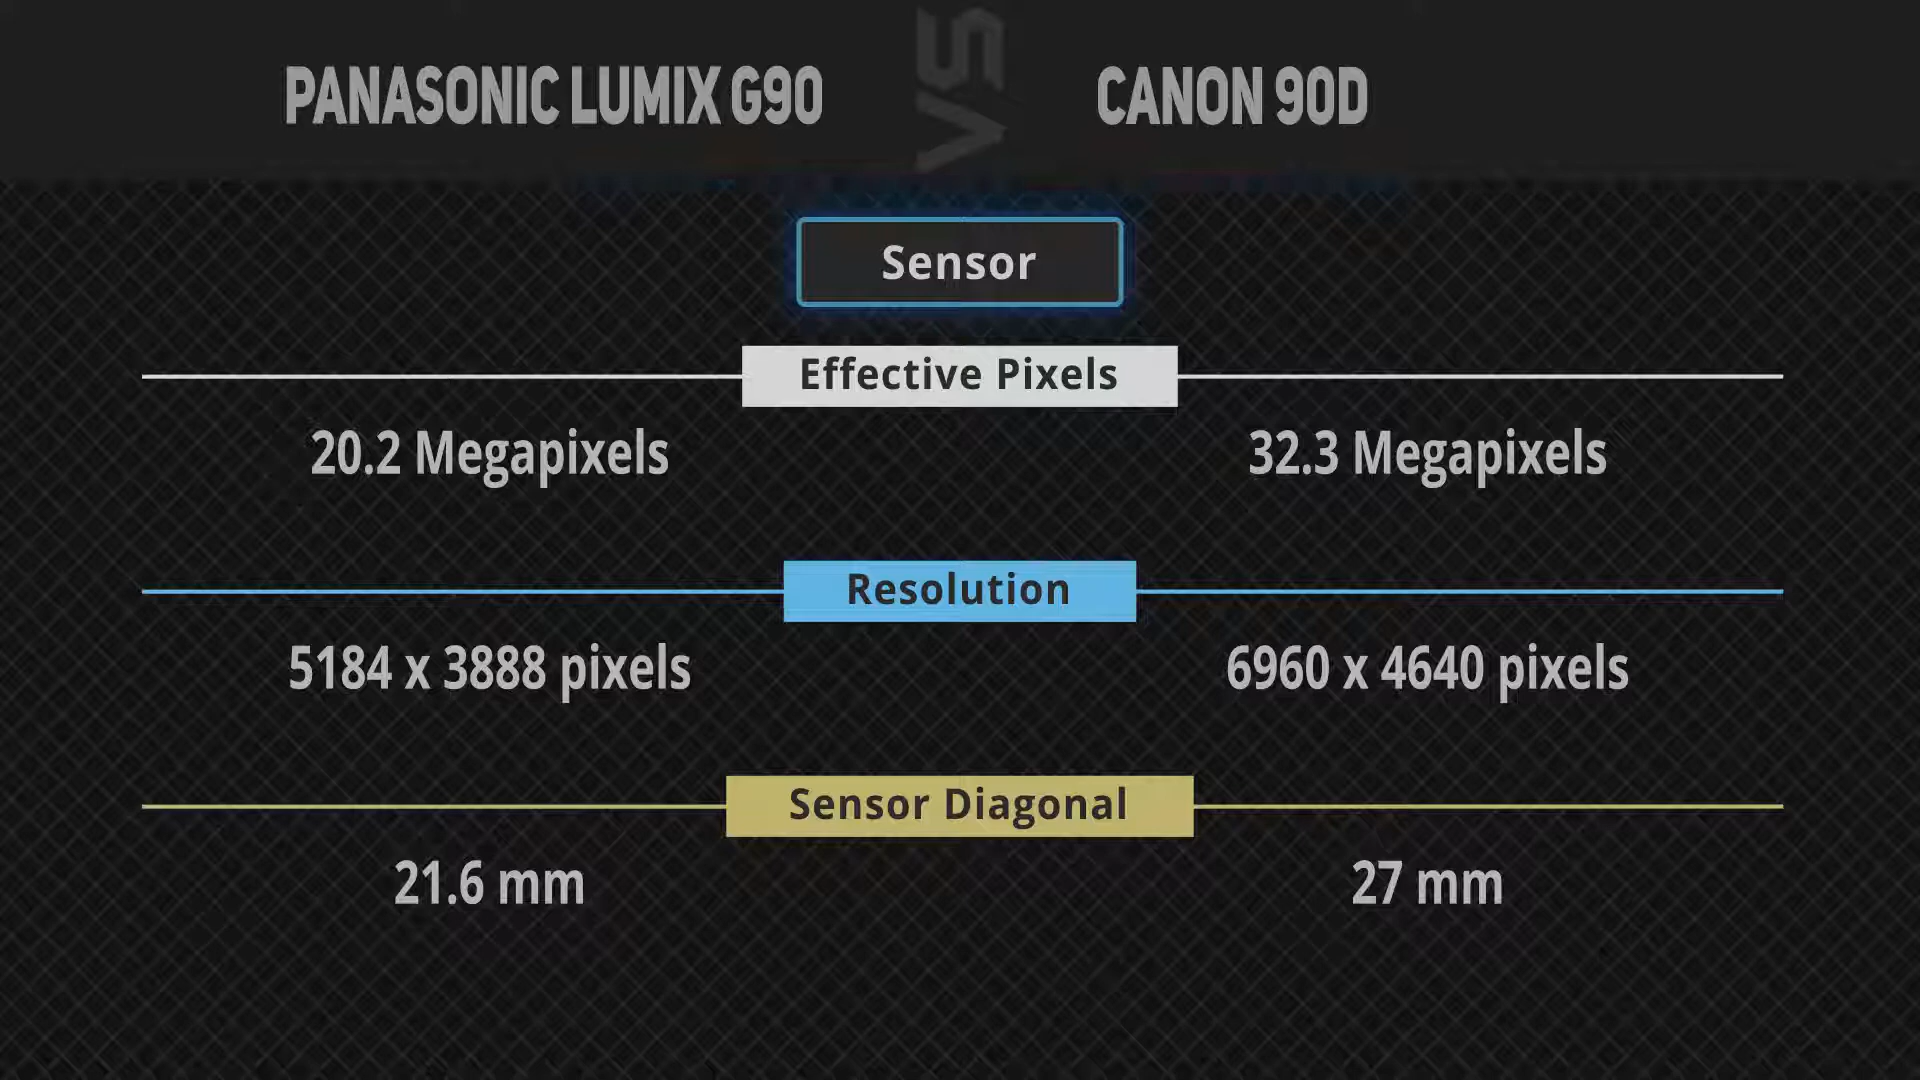 PANASONIC LUMIX G90
VS
CANON 90D
Sensor
Effective Pixels
20.2 Megapixels
32.3 Megapixels
Resolution
5184 x 3888 pixels
6960 x 4640 pixels
Sensor Diagonal
21.6 mm
27 mm